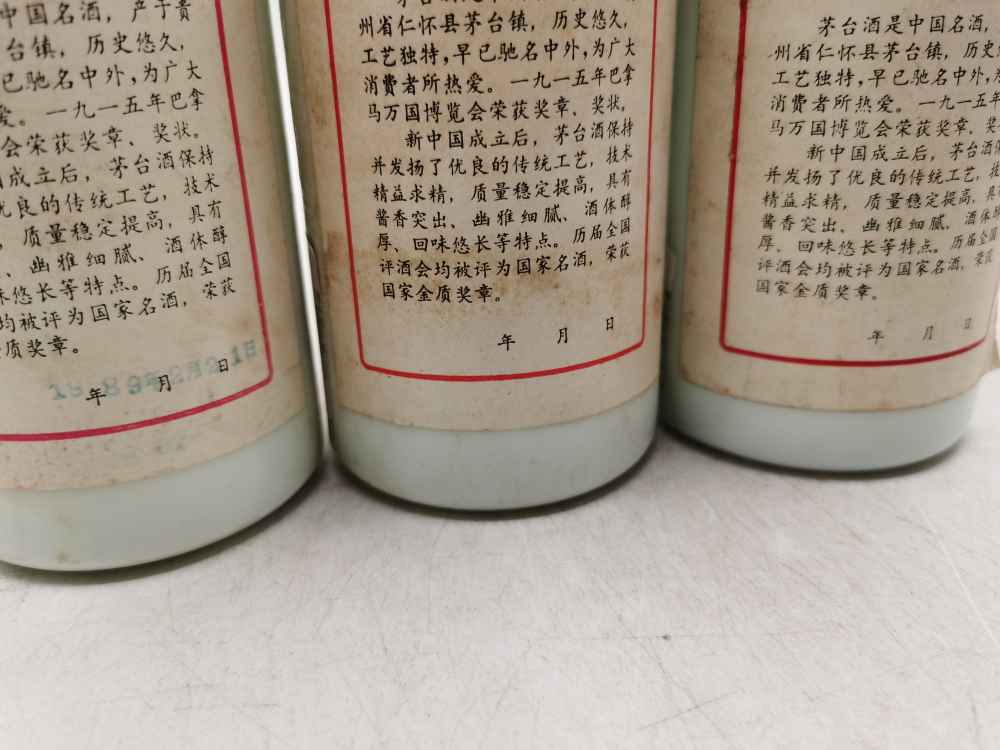 中国名酒，产于贵
台镇，历史悠久，
已驰名中外，为广大
爱。一九一五年巴拿
会荣获奖章、奖状。
成立后，茅台酒保持
优良的传统工艺，技术
，质量稳定提高，具有
、幽雅细腻、酒体醇
味悠长等特点。历届全国
均被评为国家名酒，荣获
质奖章。
年 月 日
州省仁怀县茅台镇，历史悠久，
工艺独特，早已驰名中外，为广大
消费者所热爱。一九一五年巴拿
马万国博览会荣获奖章、奖状，
新中国成立后，茅台酒保持
并发扬了优良的传统工艺，技术
精益求精，质量稳定提高，具有
酱香突出、幽雅细腻、酒体醇
厚、回味悠长等特点。历届全国
评酒会均被评为国家名酒，荣获
国家金质奖章。
年 月 日
茅台酒是中国名酒，
州省仁怀县茅台镇，历史
工艺独特，早已驰名中外，
消费者所热爱。一九一五年
马万国博览会荣获奖章、奖
新中国成立后，茅台酒保
并发扬了优良的传统工艺，技
精益求精，质量稳定提高，具
酱香突出、幽雅细腻、酒体
厚、回味悠长等特点。历届全国
评酒会均被评为国家名酒，荣获
国家金质奖章。
年 月 日